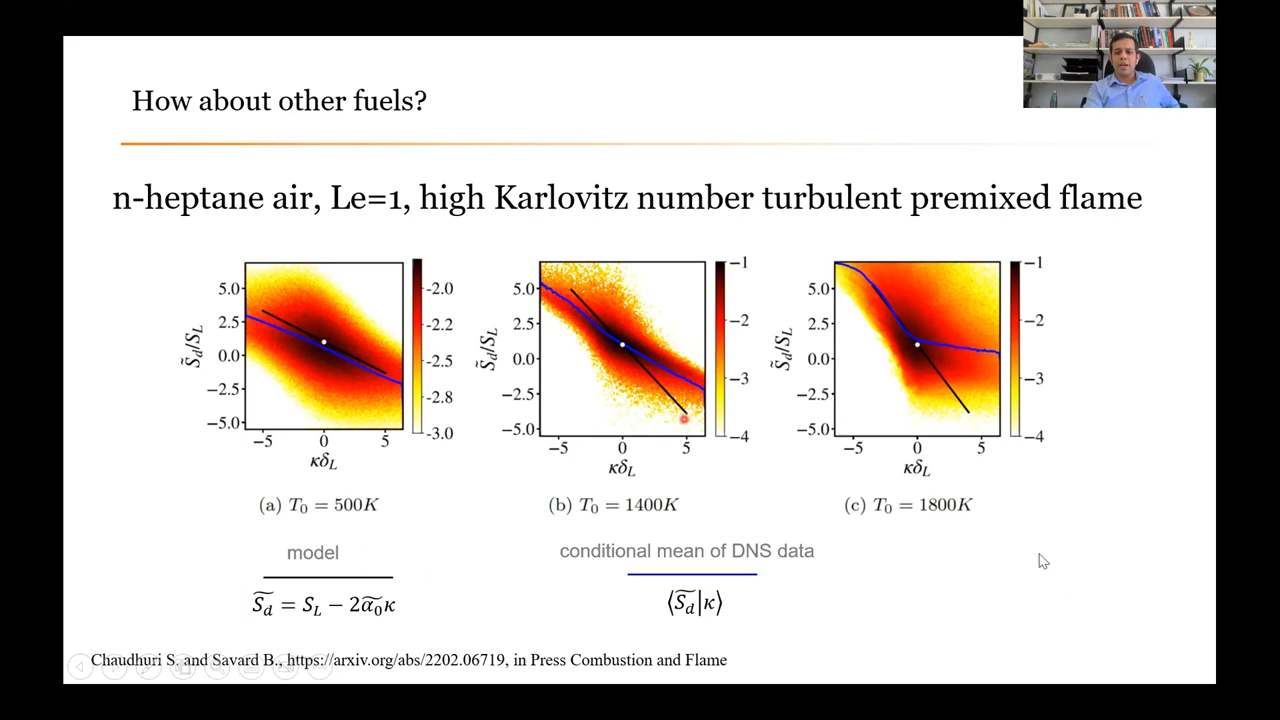 How about other fuels?
n-heptane air, Le=1, high Karlovitz number turbulent premixed flame
5.0
2.5
0.0
−2.5
−5.0
S̃_d/S_L
−5 0 5
κδ_L
-2.0
-2.2
-2.5
-2.8
-3.0
5.0
2.5
0.0
−2.5
−5.0
S̃_d/S_L
−5 0 5
κδ_L
−1
−2
−3
−4
5.0
2.5
0.0
−2.5
−5.0
S̃_d/S_L
−5 0 5
κδ_L
−1
−2
−3
−4
(a) T₀ = 500K
(b) T₀ = 1400K
(c) T₀ = 1800K
model
conditional mean of DNS data
S̃_d = S_L − 2α̃₀κ
⟨S̃_d|κ⟩
Chaudhuri S. and Savard B., https://arxiv.org/abs/2202.06719, in Press Combustion and Flame